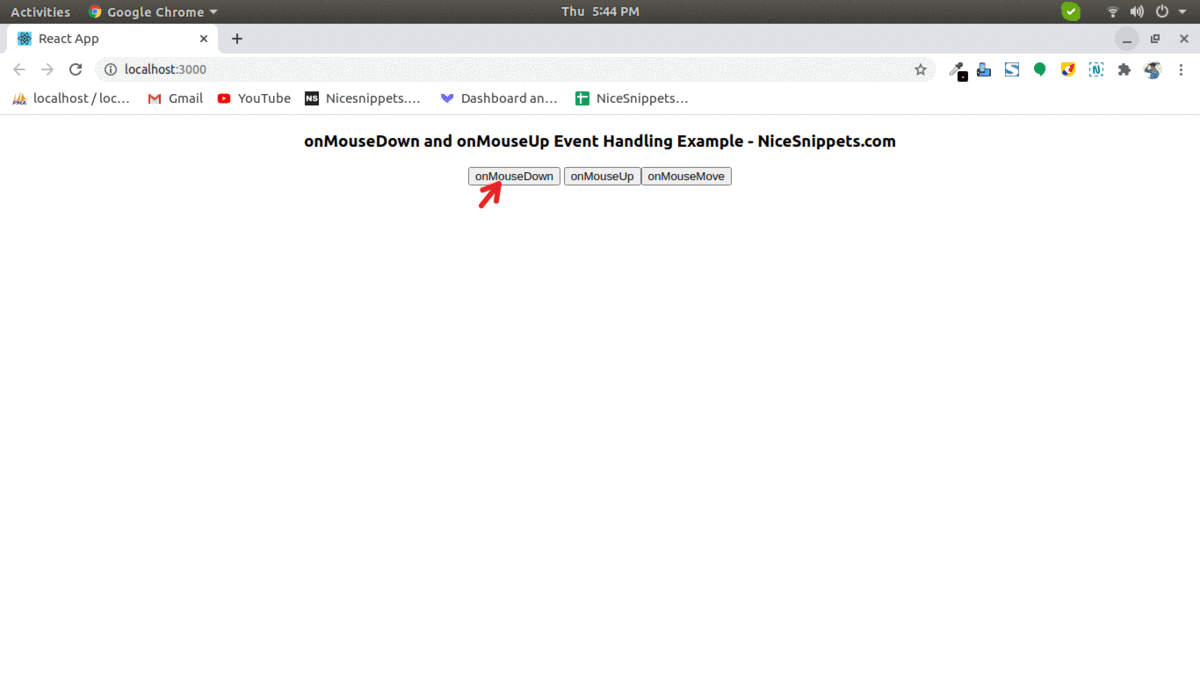 Activities Google Chrome Thu 5:44 PM
React App
localhost:3000
PMA localhost / loc... Gmail YouTube NS Nicesnippets.... Dashboard an... NiceSnippets...
onMouseDown and onMouseUp Event Handling Example - NiceSnippets.com
onMouseDown onMouseUp onMouseMove